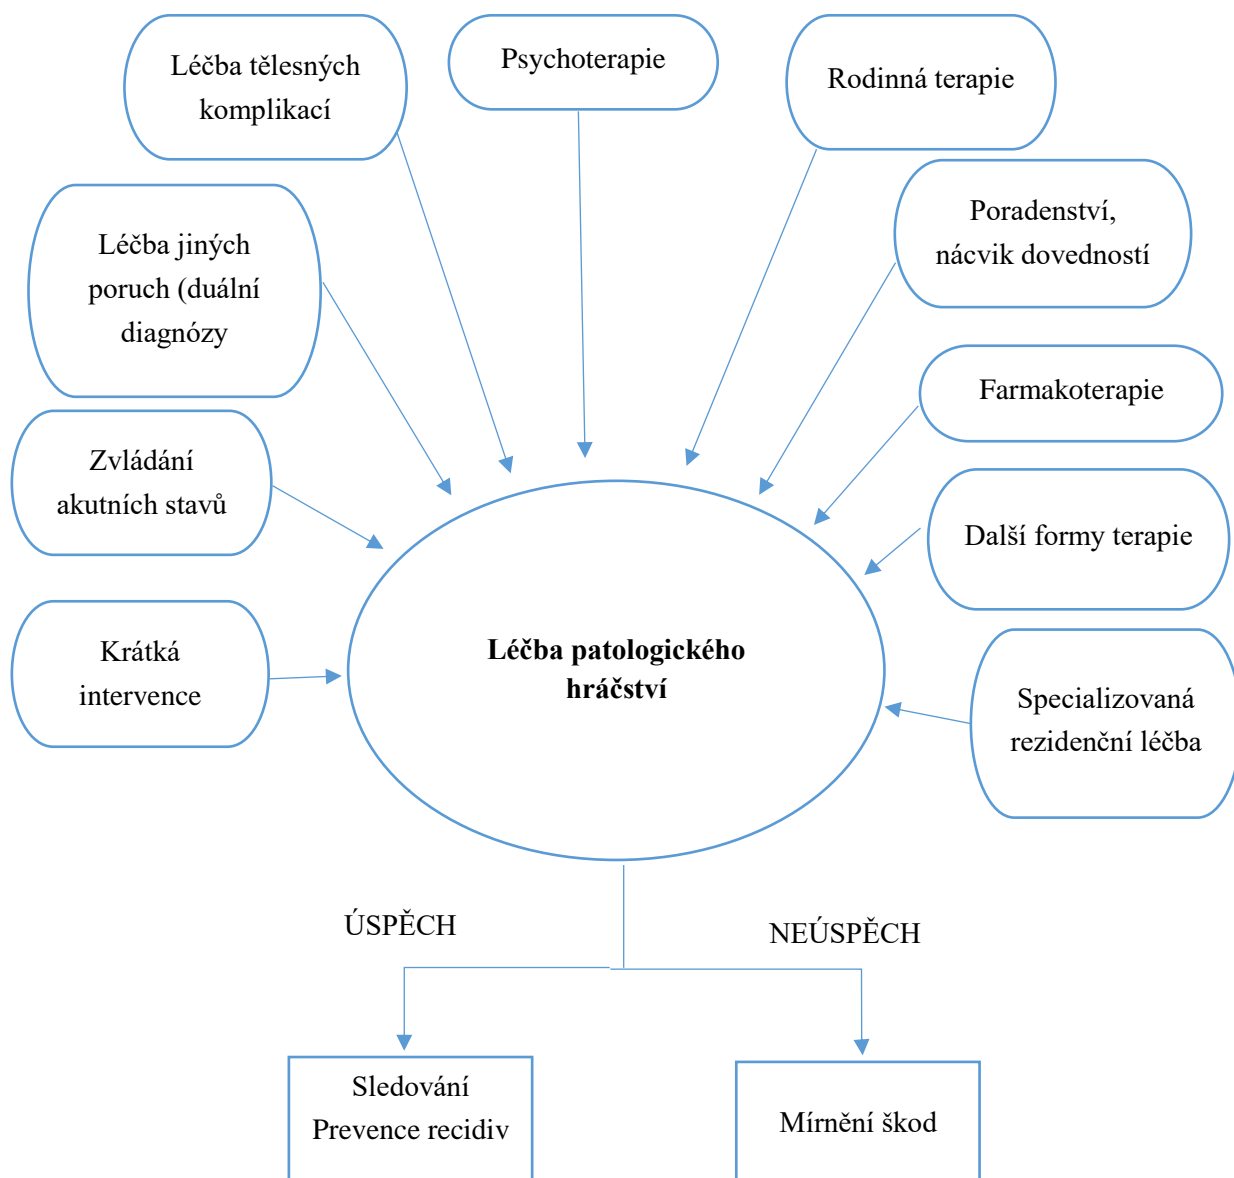 Léčba tělesných
komplikací
Psychoterapie
Rodinná terapie
Léčba jiných
poruch (duální
diagnózy
Poradenství,
nácvik dovedností
Farmakoterapie
Zvládání
akutních stavů
Další formy terapie
Krátká
intervence
Léčba patologického
hráčství
Specializovaná
rezidenční léčba
ÚSPĚCH
NEÚSPĚCH
Sledování
Prevence recidiv
Mírnění škod